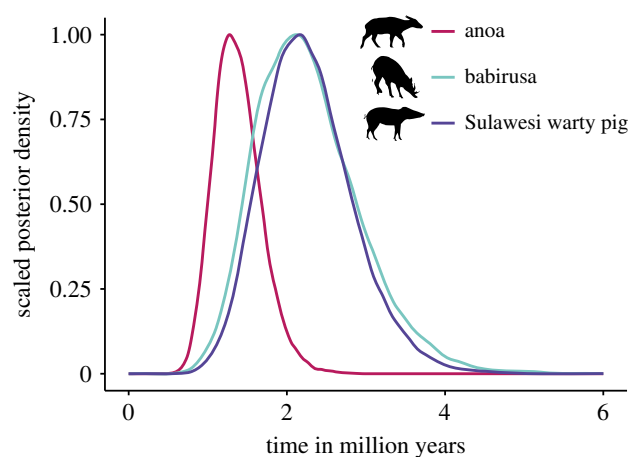 anoa
babirusa
Sulawesi warty pig
scaled posterior density
1.00
0.75
0.50
0.25
0
0 2 4 6
time in million years